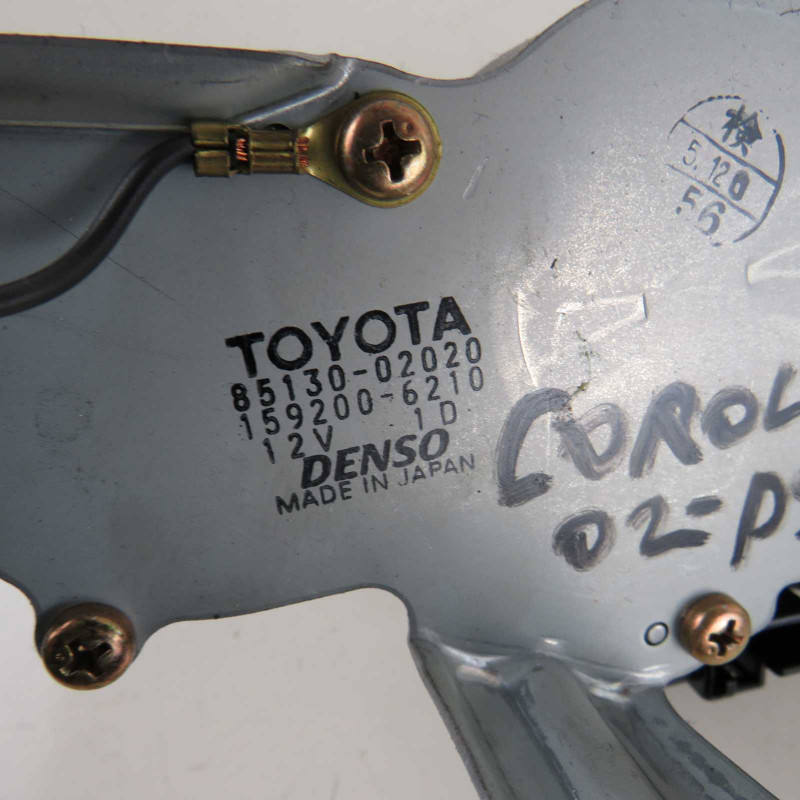 検
5.120
56
TOYOTA
85130-02020
159200-6210
12V 1D
DENSO
MADE IN JAPAN
COROL
02-P